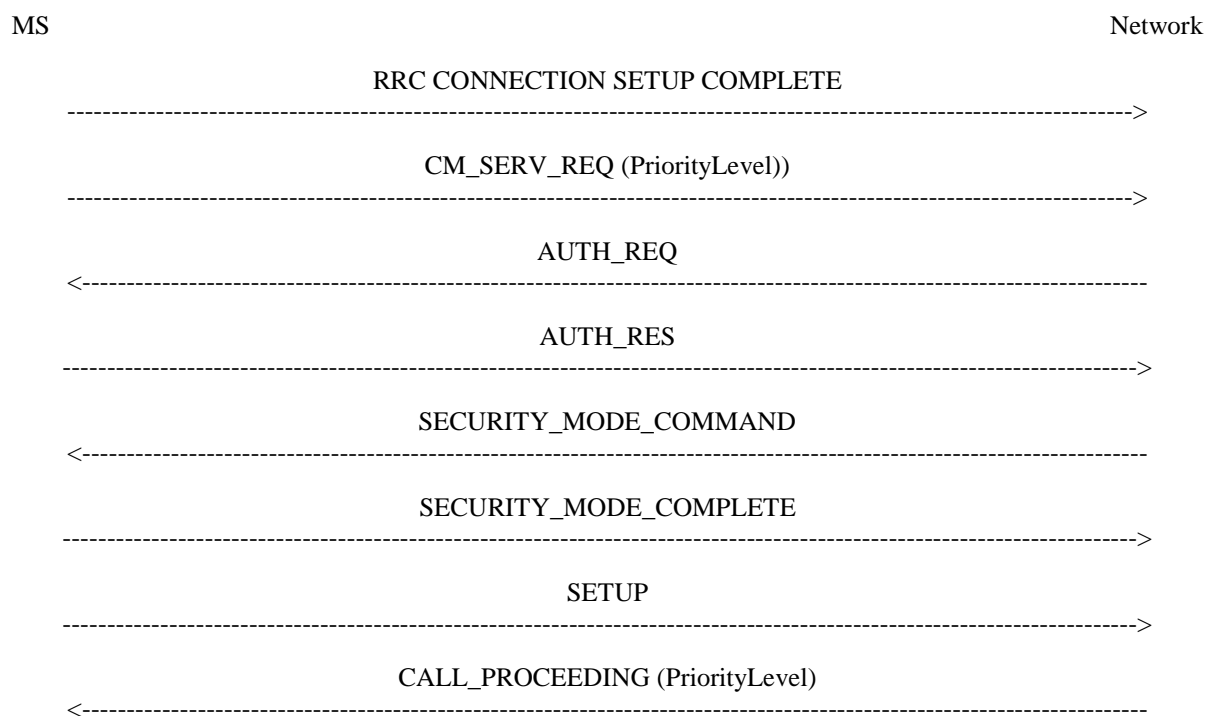 MS Network
RRC CONNECTION SETUP COMPLETE
------------------------------------------------------------------------------------------------------------------------>
CM_SERV_REQ (PriorityLevel))
------------------------------------------------------------------------------------------------------------------------>
AUTH_REQ
<------------------------------------------------------------------------------------------------------------------------
AUTH_RES
------------------------------------------------------------------------------------------------------------------------->
SECURITY_MODE_COMMAND
<------------------------------------------------------------------------------------------------------------------------
SECURITY_MODE_COMPLETE
------------------------------------------------------------------------------------------------------------------------->
SETUP
------------------------------------------------------------------------------------------------------------------------->
CALL_PROCEEDING (PriorityLevel)
<------------------------------------------------------------------------------------------------------------------------